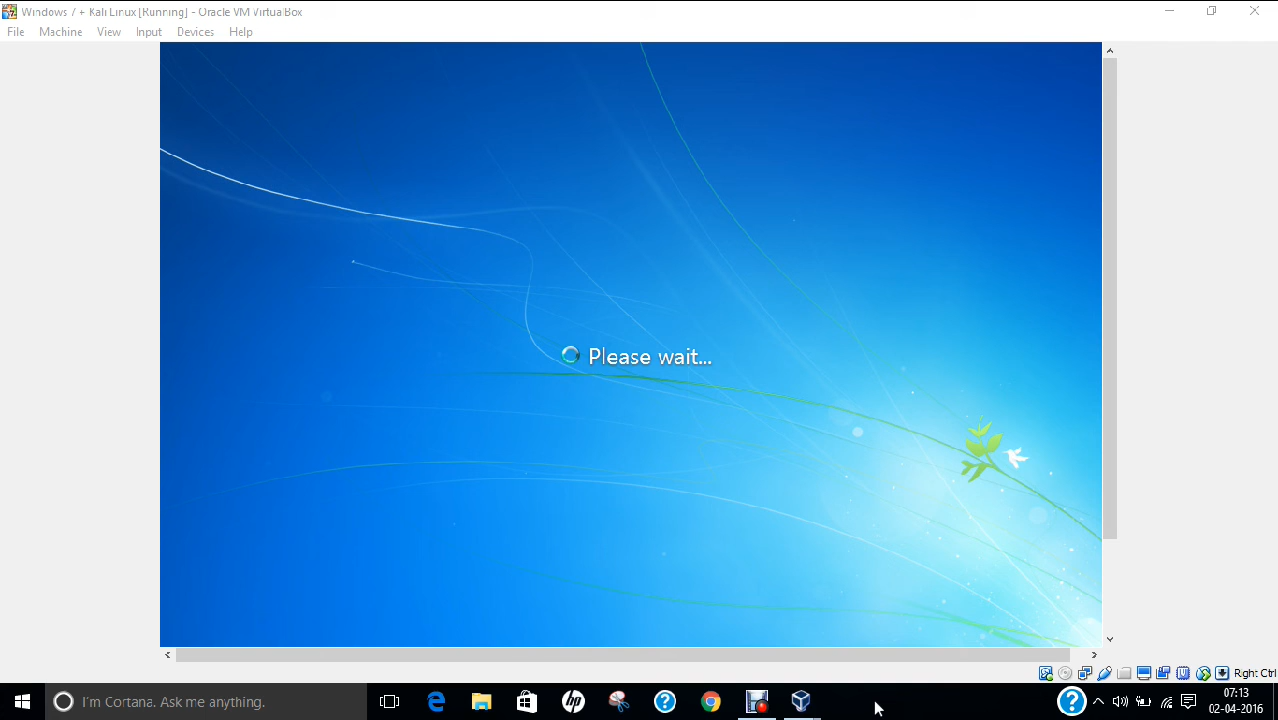 Windows 7 + Kali Linux [Running] - Oracle VM VirtualBox
File Machine View Input Devices Help
Please wait...
Right Ctrl
I'm Cortana. Ask me anything.
hp
?
?
07:13
02-04-2016